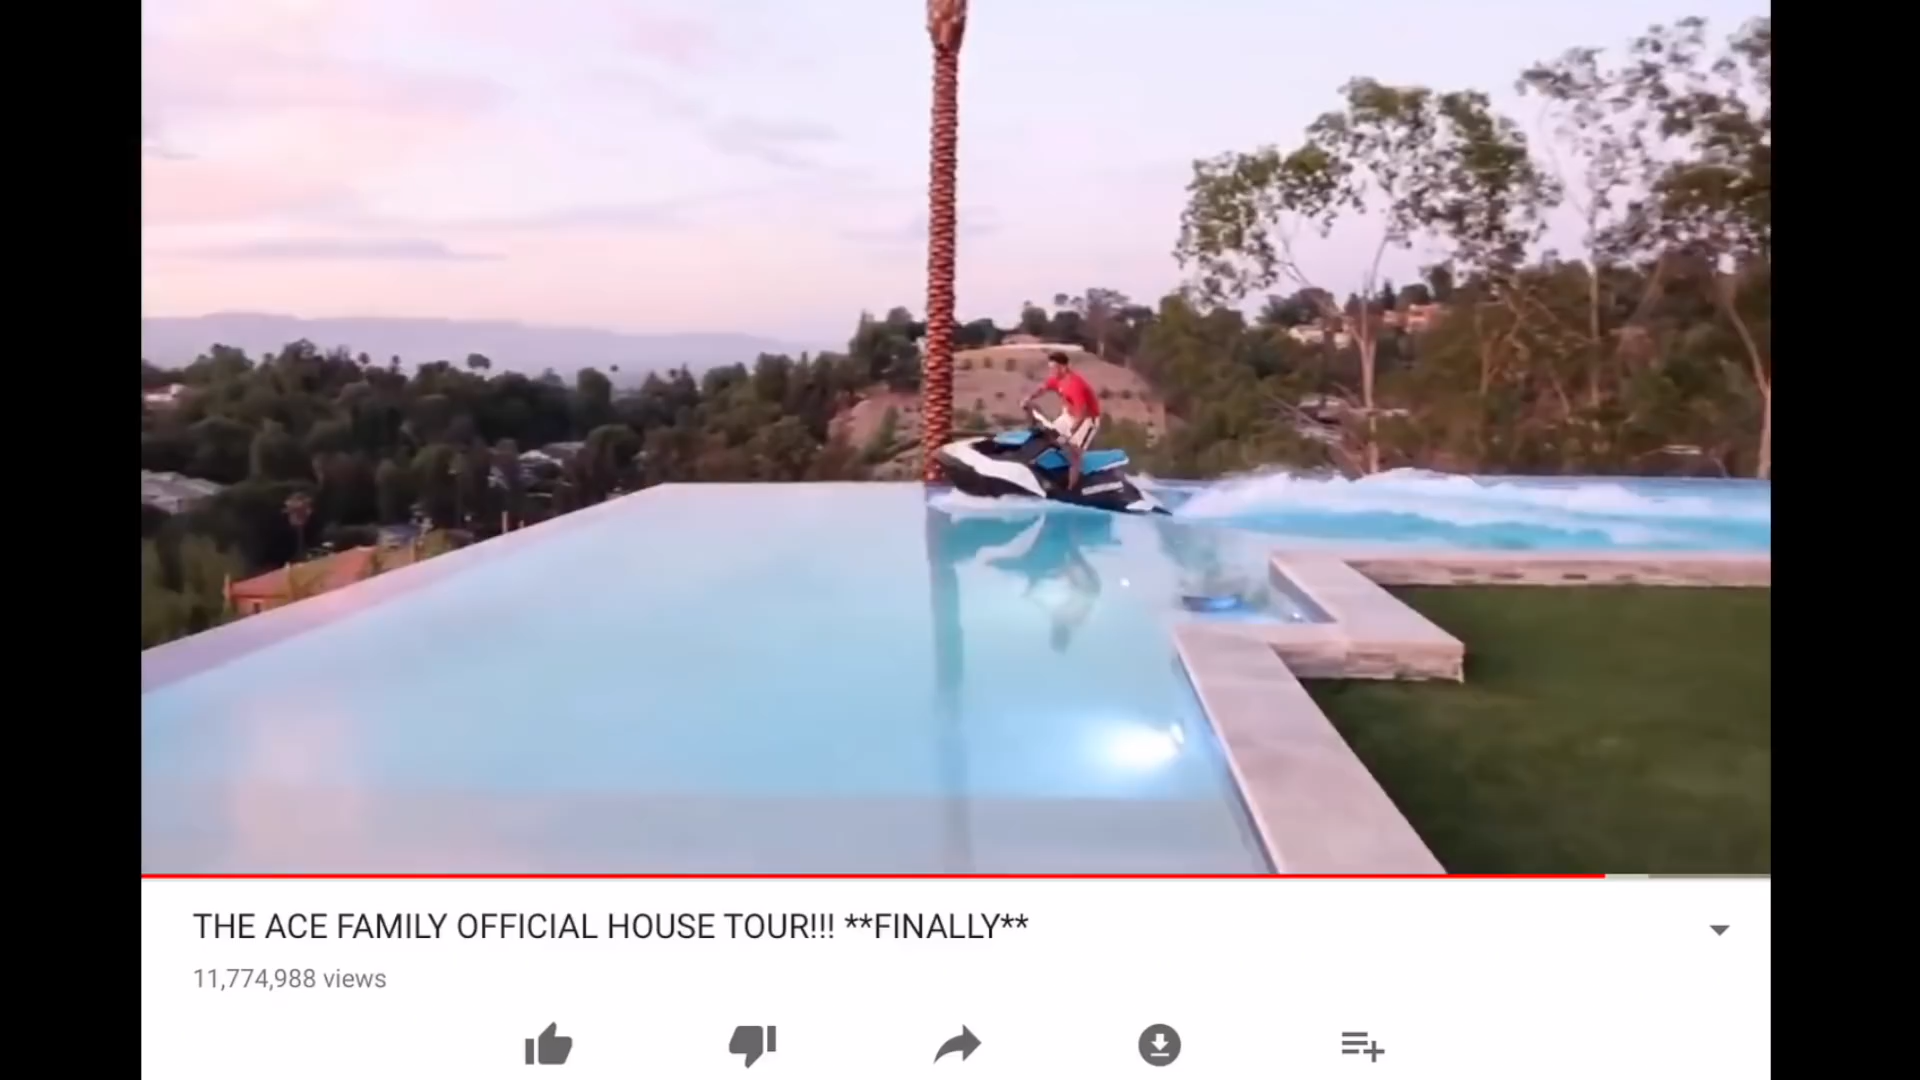 THE ACE FAMILY OFFICIAL HOUSE TOUR!!! **FINALLY**
11,774,988 views